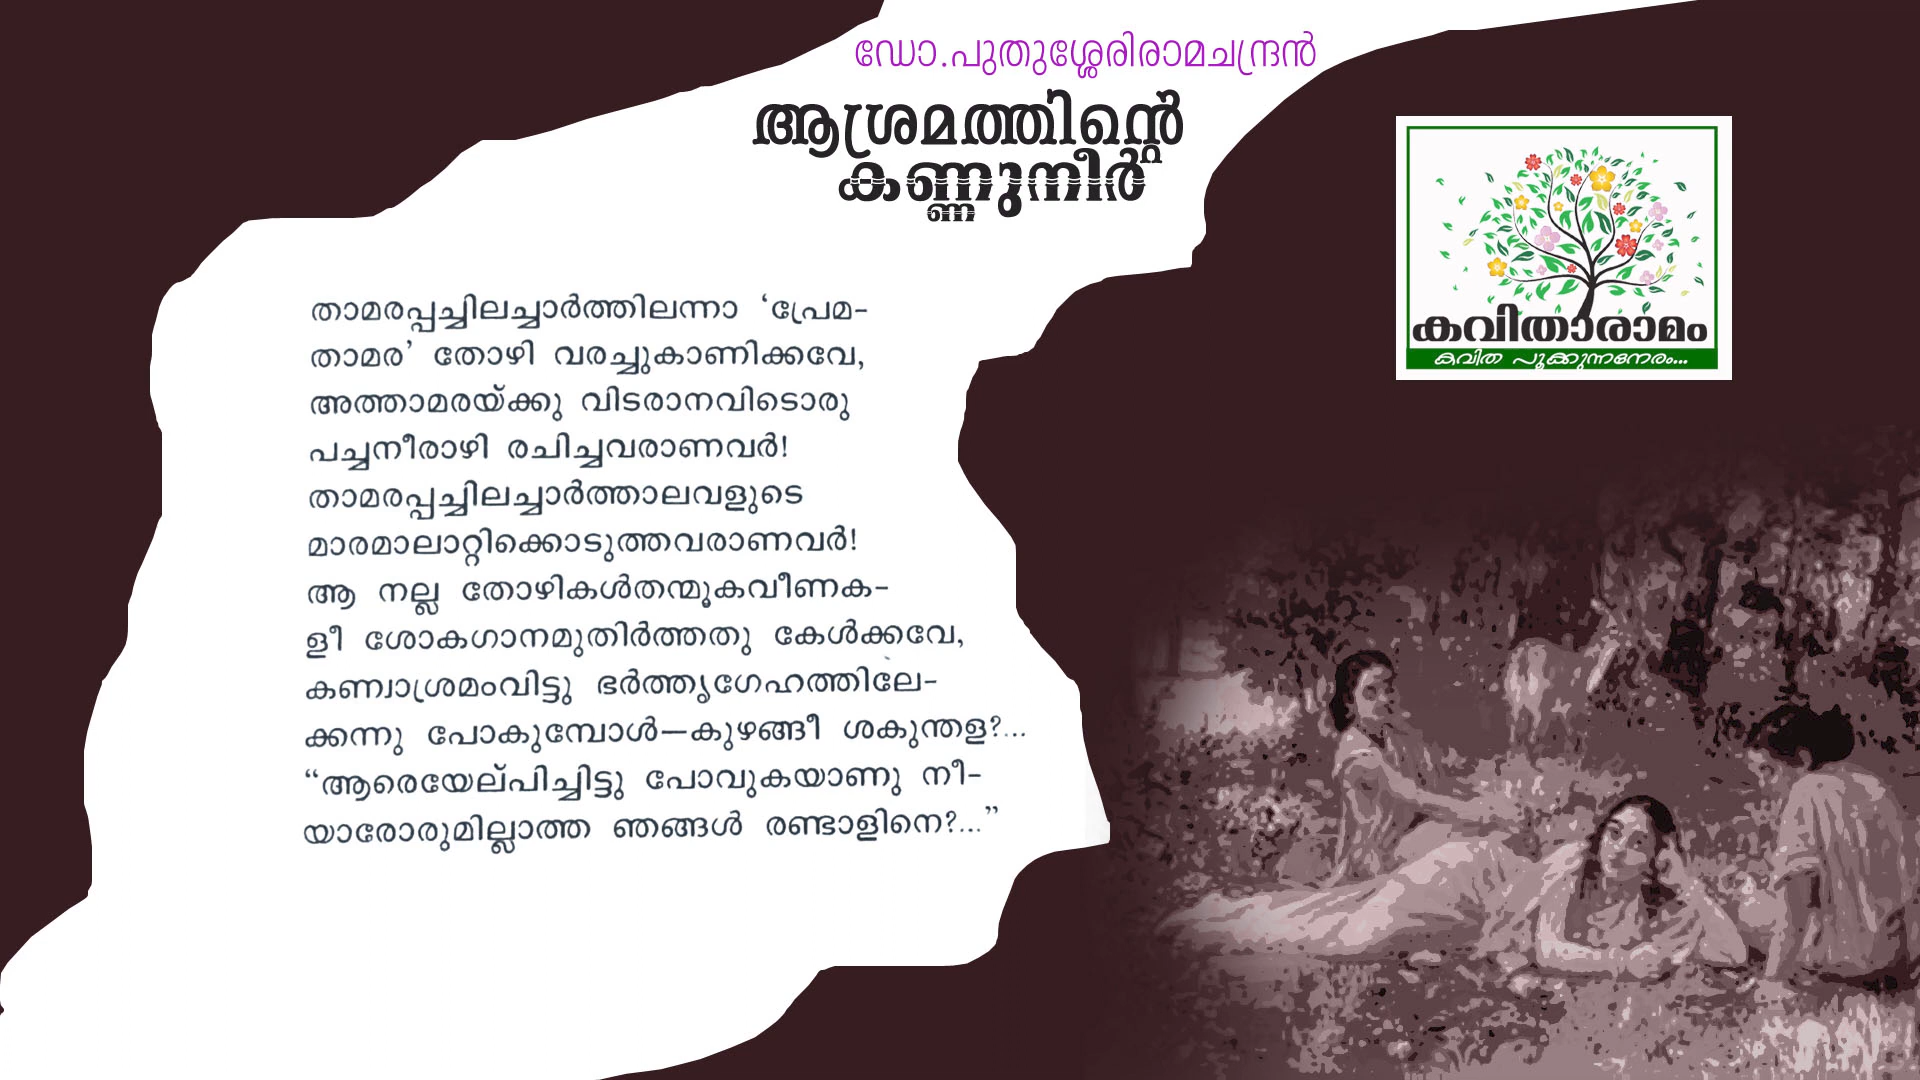 ഡോ.പുതുശ്ശേരിരാമചന്ദ്രൻ
ആശ്രമത്തിന്റെ
കണ്ണുനീർ
താമരപ്പച്ചിലച്ചാർത്തിലന്നാ ‘പ്രേമ-
താമര’ തോഴി വരച്ചുകാണിക്കവേ,
അത്താമരയ്ക്കു വിടരാനവിടൊരു
പച്ചനീരാഴി രചിച്ചവരാണവർ!
താമരപ്പച്ചിലച്ചാർത്താലവളുടെ
മാരമാലാറ്റിക്കൊടുത്തവരാണവർ!
ആ നല്ല തോഴികൾതന്മൂകവീണക-
ളീ ശോകഗാനമുതിർത്തതു കേൾക്കവേ,
കണ്വാശ്രമംവിട്ടു ഭർത്തൃഗേഹത്തിലേ-
ക്കന്നു പോകുമ്പോൾ—കുഴങ്ങീ ശകുന്തള?...
“ആരെയേല്പിച്ചിട്ടു പോവുകയാണു നീ-
യാരോരുമില്ലാത്ത ഞങ്ങൾ രണ്ടാളിനെ?...”
കവിതാരാമം
കവിത പൂക്കുന്നനേരം...